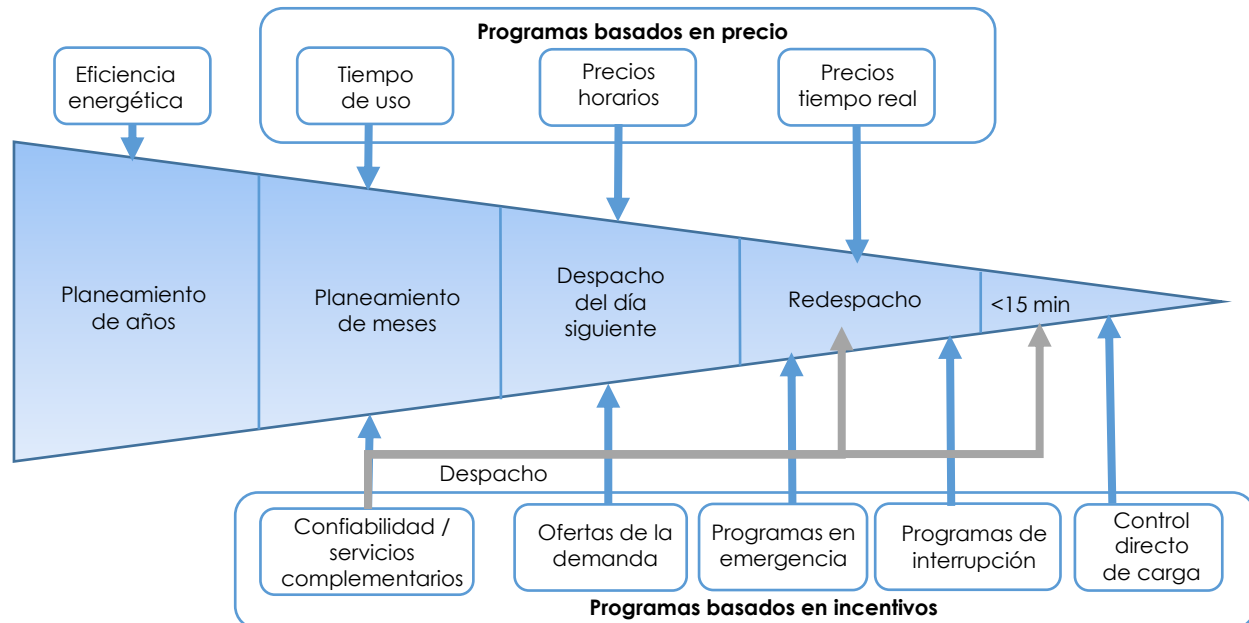 Programas basados en precio
Eficiencia
energética
Tiempo
de uso
Precios
horarios
Precios
tiempo real
Planeamiento
de años
Planeamiento
de meses
Despacho
del día
siguiente
Redespacho
<15 min
Despacho
Confiabilidad /
servicios
complementarios
Ofertas de la
demanda
Programas en
emergencia
Programas de
interrupción
Control
directo
de carga
Programas basados en incentivos